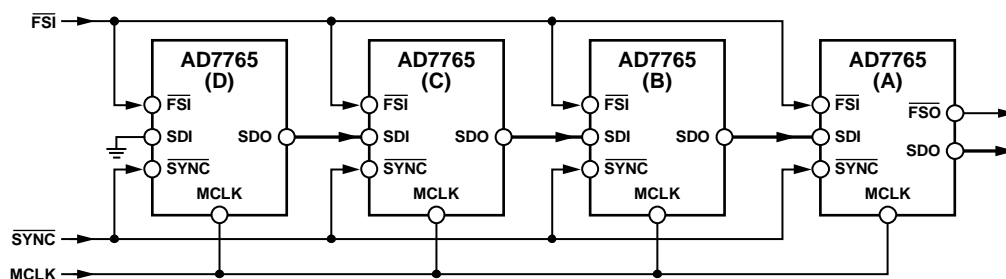 FSI
AD7765
(D)
FSI
SDI
SYNC
SDO
MCLK
AD7765
(C)
FSI
SDI
SYNC
SDO
MCLK
AD7765
(B)
FSI
SDI
SYNC
SDO
MCLK
AD7765
(A)
FSI
SDI
SYNC
FSO
SDO
MCLK
SYNC
MCLK